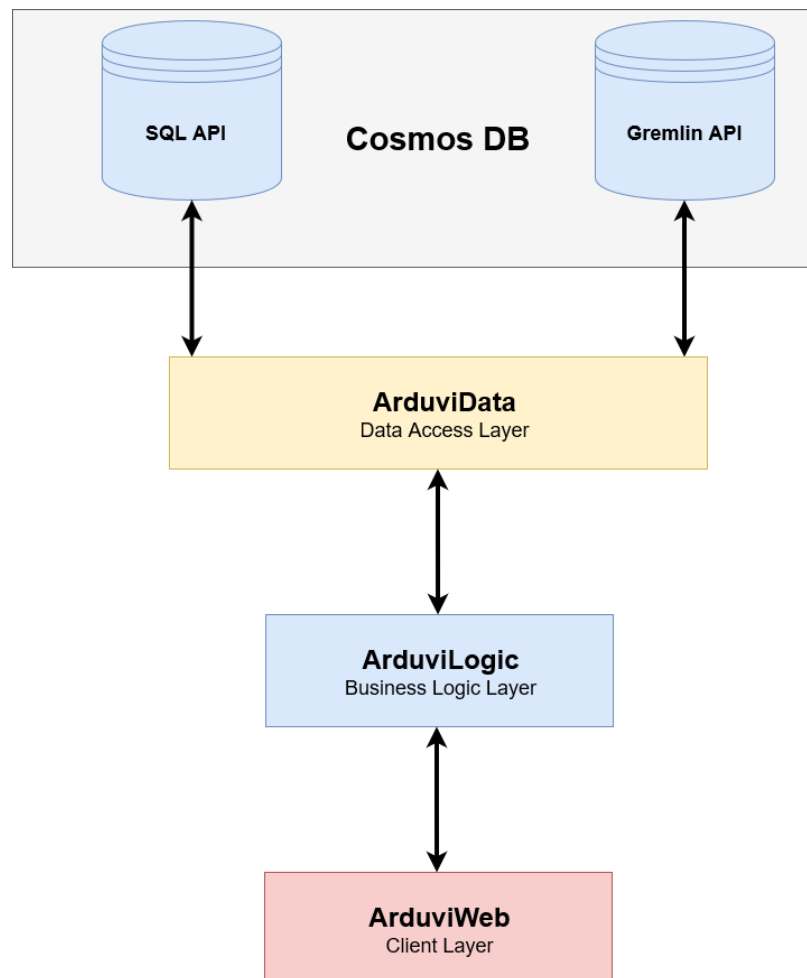 SQL API
Cosmos DB
Gremlin API
ArduviData
Data Access Layer
ArduviLogic
Business Logic Layer
ArduviWeb
Client Layer